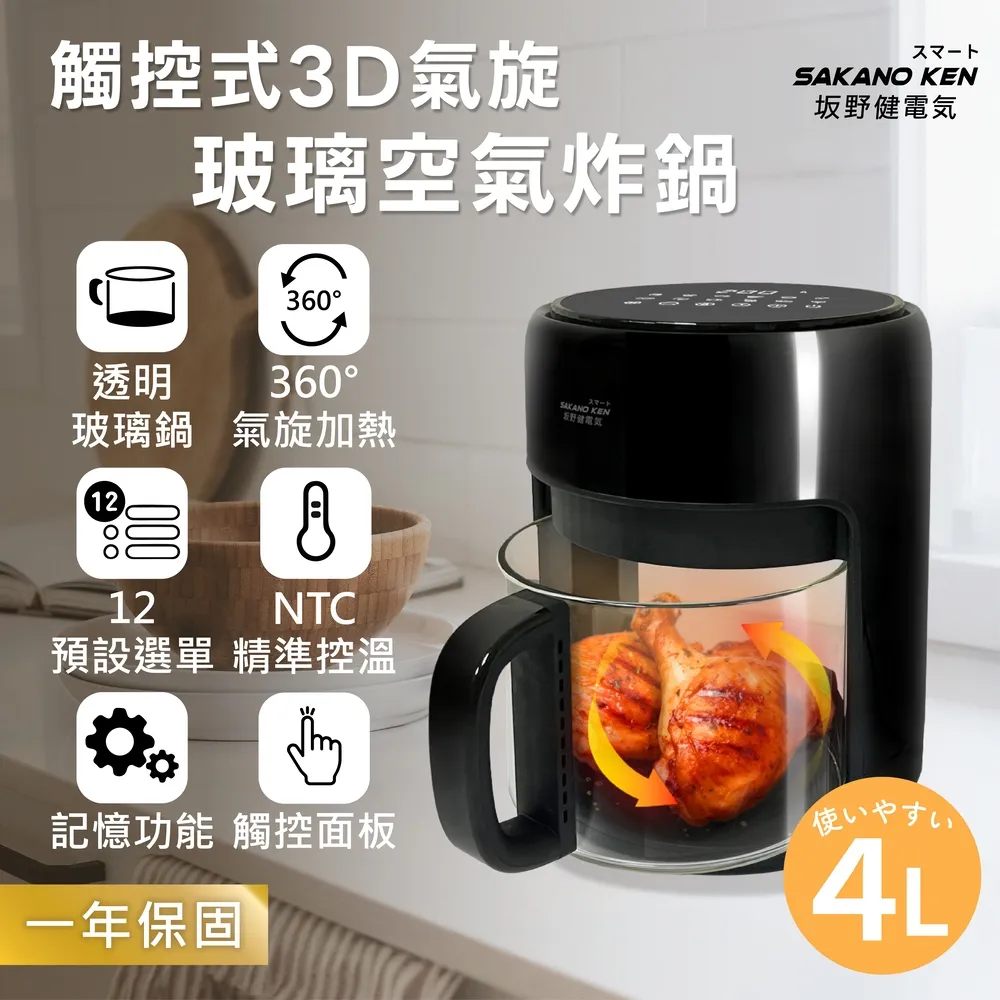 觸控式3D氣旋
玻璃空氣炸鍋
スマート
SAKANO KEN
坂野健電気
360°
透明
玻璃鍋
360°
氣旋加熱
12
12
預設選單
NTC
精準控溫
記憶功能
觸控面板
一年保固
スマート
SAKANO KEN
坂野健電気
使いやすい
4L